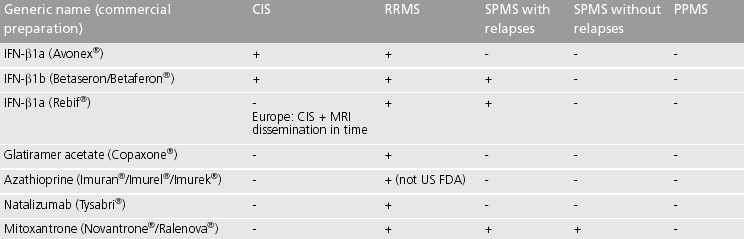 Generic name (commercial CIS RRMS SPMS with SPMS without PPMS
preparation) relapses relapses
IFN-β1a (Avonex®) + + - - -
IFN-β1b (Betaseron/Betaferon®) + + + - -
IFN-β1a (Rebif®) - + + - -
Europe: CIS + MRI
dissemination in time
Glatiramer acetate (Copaxone®) - + - - -
Azathioprine (Imuran®/Imurel®/Imurek®) - + (not US FDA) - - -
Natalizumab (Tysabri®) - + - - -
Mitoxantrone (Novantrone®/Ralenova®) - + + + -